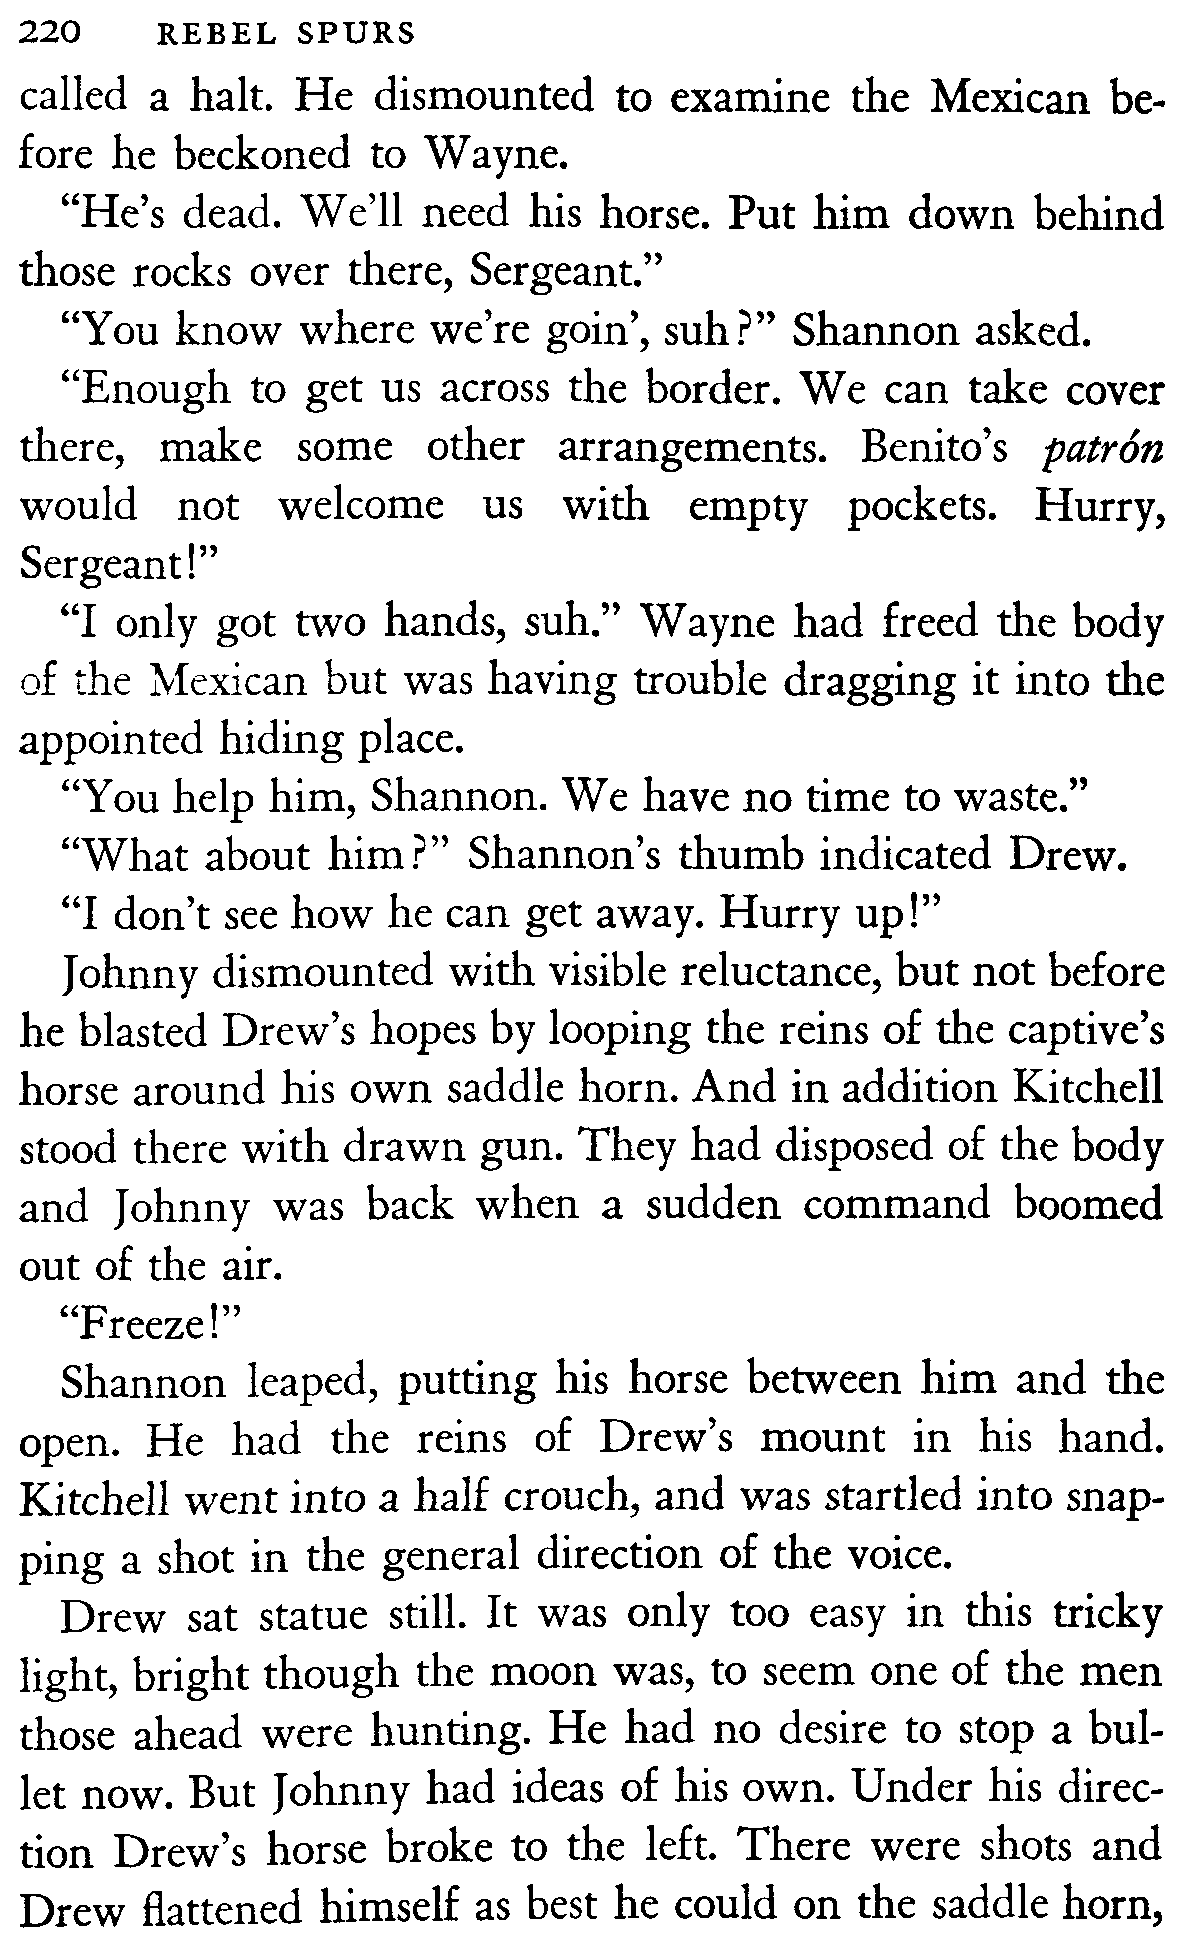 220 REBEL SPURS
called a halt. He dismounted to examine the Mexican be-
fore he beckoned to Wayne.
“He’s dead. We’ll need his horse. Put him down behind
those rocks over there, Sergeant.”
“You know where we’re goin’, suh?” Shannon asked.
“Enough to get us across the border. We can take cover
there, make some other arrangements. Benito’s patrón
would not welcome us with empty pockets. Hurry,
Sergeant!”
“I only got two hands, suh.” Wayne had freed the body
of the Mexican but was having trouble dragging it into the
appointed hiding place.
“You help him, Shannon. We have no time to waste.”
“What about him?” Shannon’s thumb indicated Drew.
“I don’t see how he can get away. Hurry up!”
Johnny dismounted with visible reluctance, but not before
he blasted Drew’s hopes by looping the reins of the captive’s
horse around his own saddle horn. And in addition Kitchell
stood there with drawn gun. They had disposed of the body
and Johnny was back when a sudden command boomed
out of the air.
“Freeze!”
Shannon leaped, putting his horse between him and the
open. He had the reins of Drew’s mount in his hand.
Kitchell went into a half crouch, and was startled into snap-
ping a shot in the general direction of the voice.
Drew sat statue still. It was only too easy in this tricky
light, bright though the moon was, to seem one of the men
those ahead were hunting. He had no desire to stop a bul-
let now. But Johnny had ideas of his own. Under his direc-
tion Drew’s horse broke to the left. There were shots and
Drew flattened himself as best he could on the saddle horn,